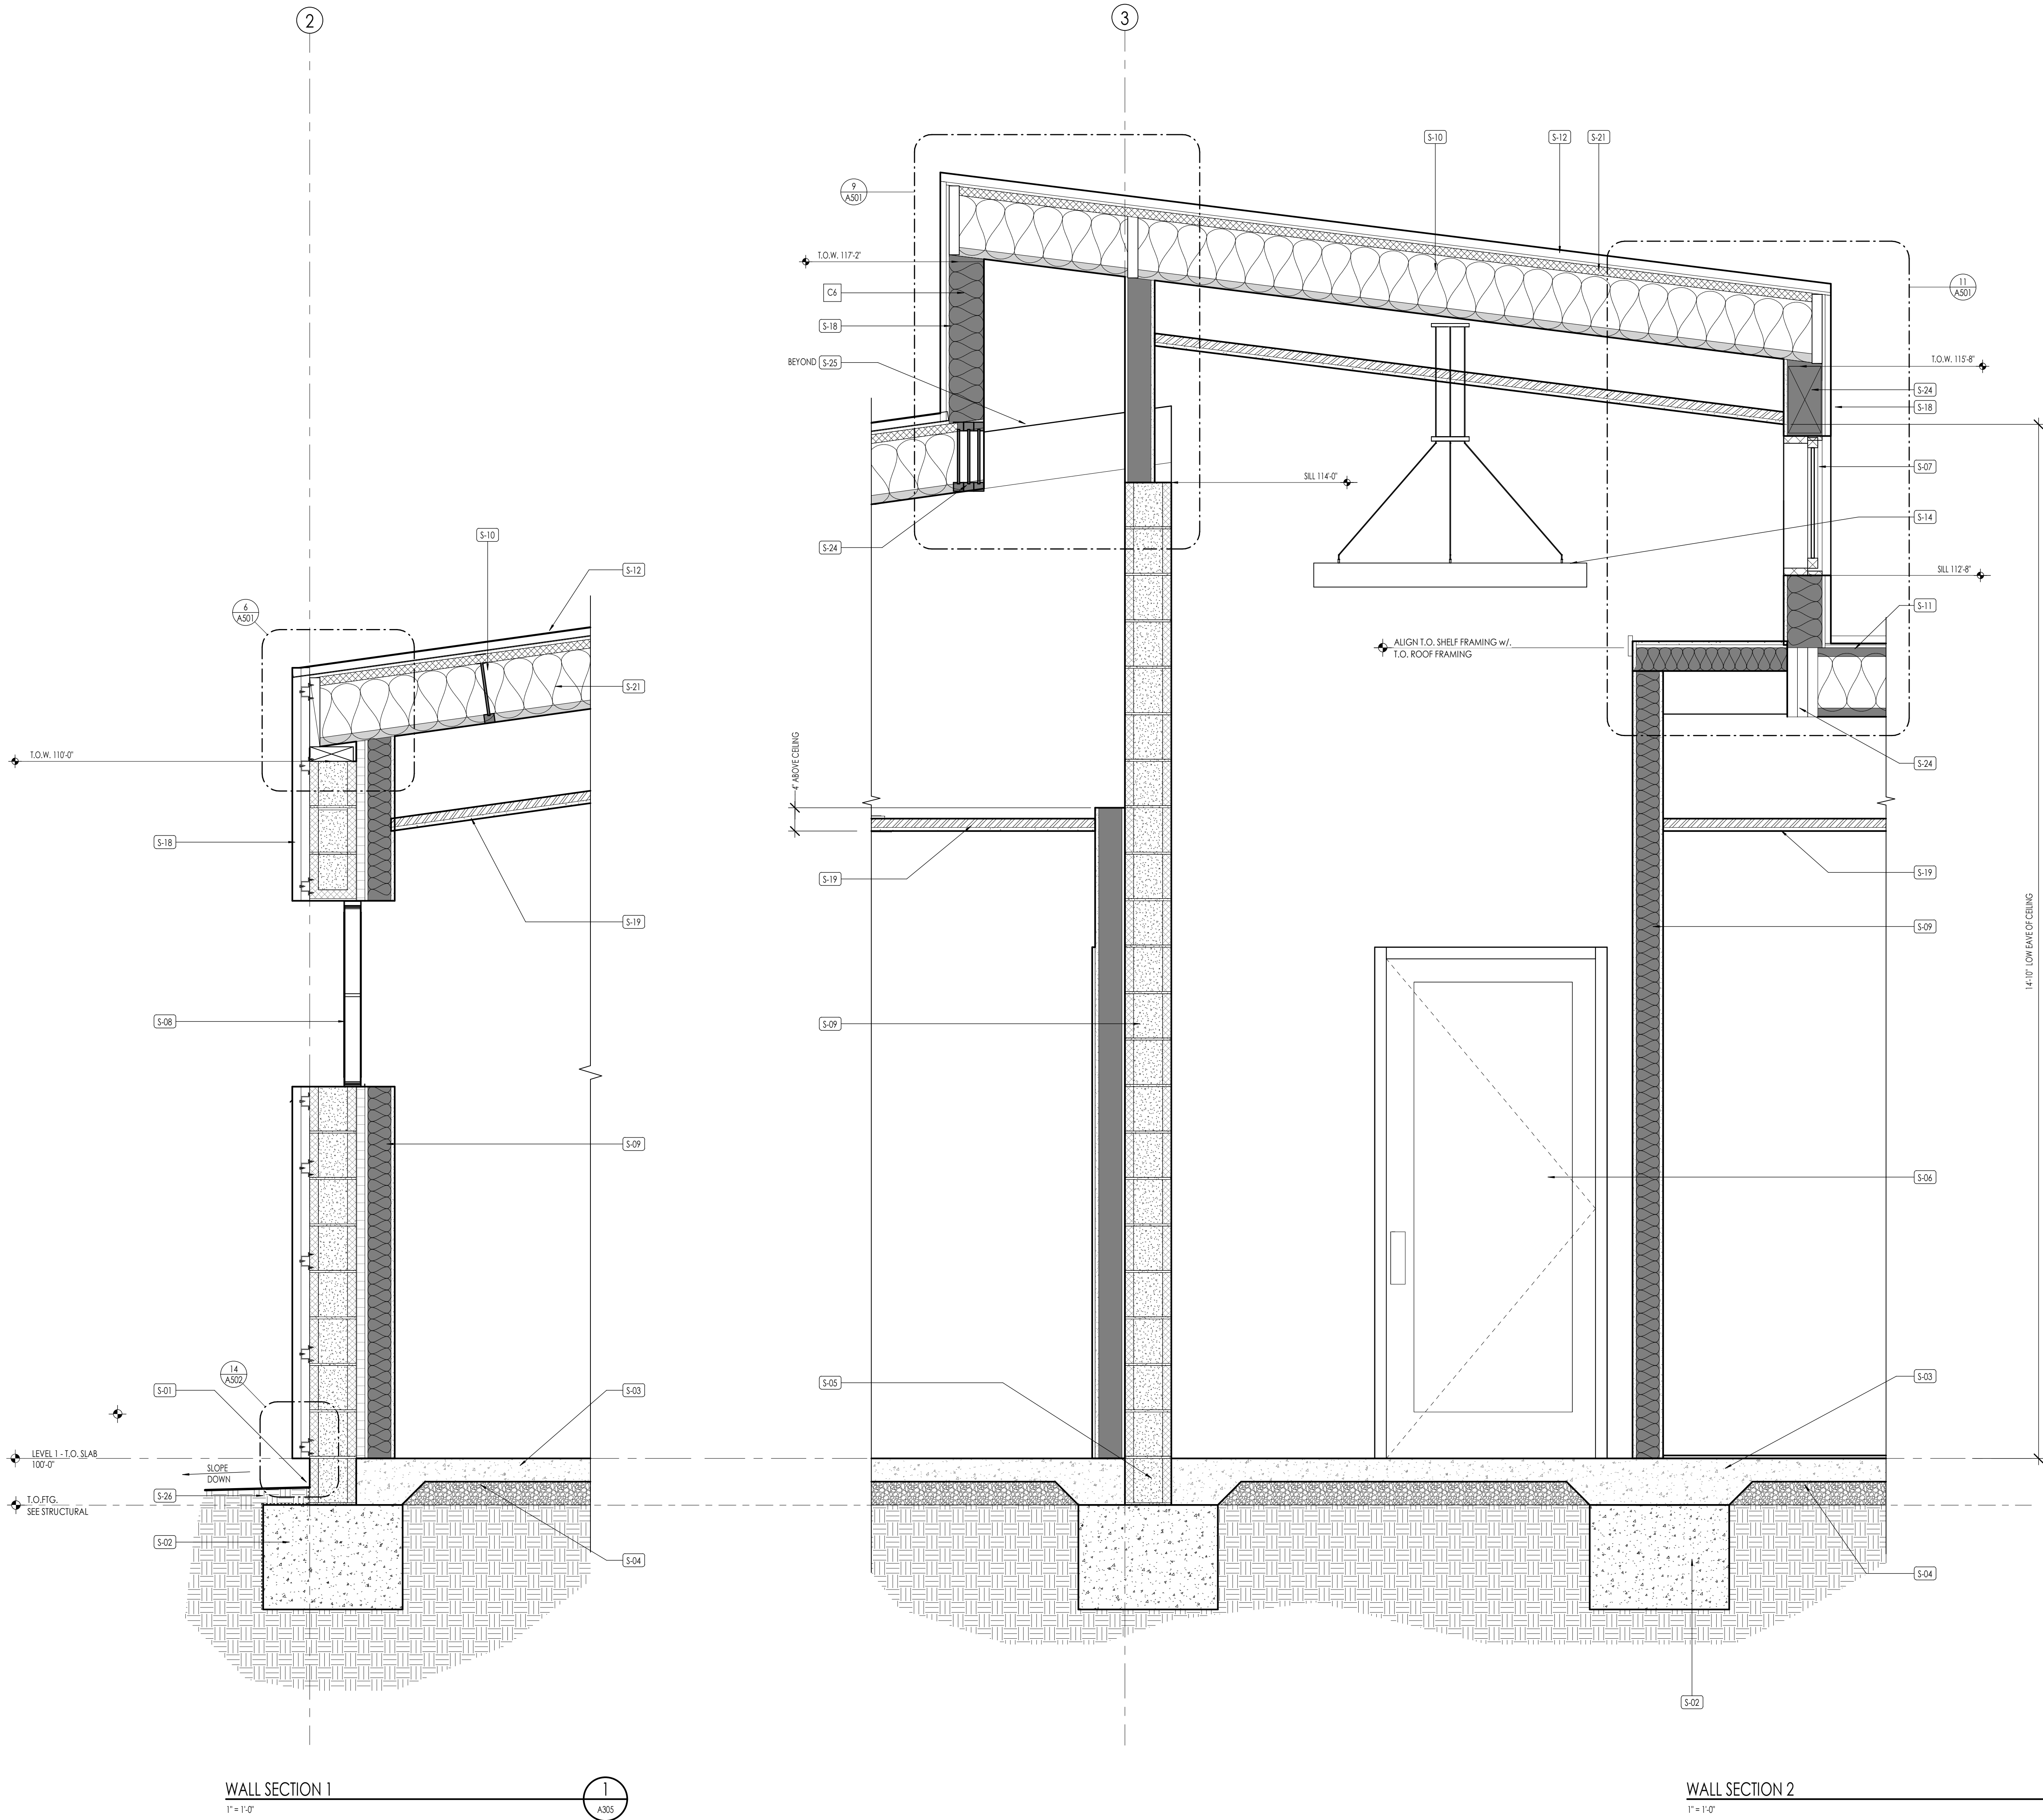 2
3
S-10
S-12
S-21
9
A501
T.O.W. 117'-2"
C6
S-18
BEYOND S-25
S-24
11
A501
T.O.W. 115'-8"
S-24
S-18
S-07
SILL 114'-0"
S-14
SILL 112'-8"
S-11
ALIGN T.O. SHELF FRAMING w/.
T.O. ROOF FRAMING
S-24
S-10
S-12
6
A501
S-21
T.O.W. 110'-0"
S-18
S-19
S-08
S-09
4" ABOVE CEILING
S-19
S-09
S-19
S-09
14'-10" LOW EAVE OF CEILING
S-06
14
A502
S-01
S-03
S-05
S-03
LEVEL 1 - T.O. SLAB
100'-0"
SLOPE
DOWN
S-26
T.O.FTG.
SEE STRUCTURAL
S-02
S-04
S-04
S-02
WALL SECTION 1
1" = 1'-0"
1
A305
WALL SECTION 2
1" = 1'-0"